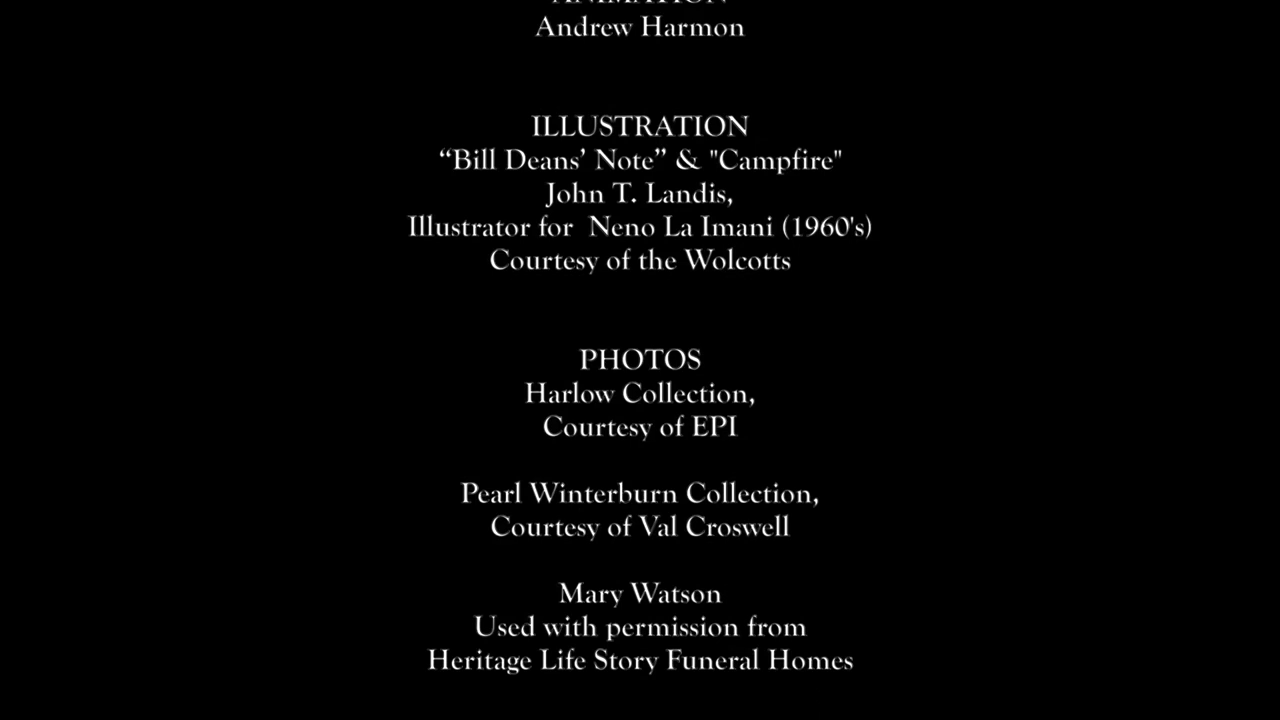 ANIMATION
Andrew Harmon
ILLUSTRATION
“Bill Deans’ Note” & "Campfire"
John T. Landis,
Illustrator for  Neno La Imani (1960's)
Courtesy of the Wolcotts
PHOTOS
Harlow Collection,
Courtesy of EPI
Pearl Winterburn Collection,
Courtesy of Val Croswell
Mary Watson
Used with permission from
Heritage Life Story Funeral Homes